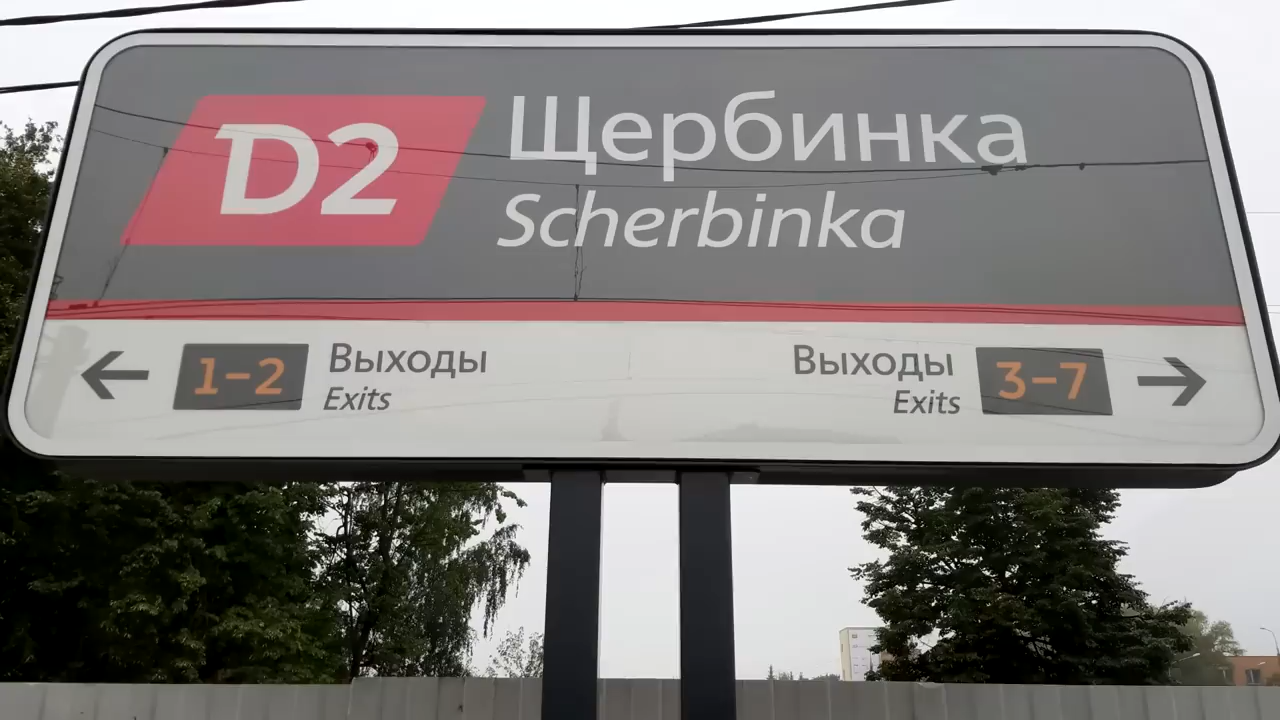 D2
Щербинка
Scherbinka
1-2
Выходы
Exits
Выходы
Exits
3-7